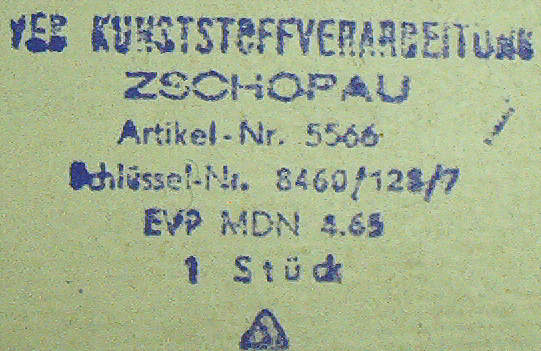 VEB KUNSTSTOFFVERARBEITUNG
ZSCHOPAU
Artikel-Nr. 5566
Schlüssel-Nr. 8460/128/7
EVP MDN 4.65
1 Stück